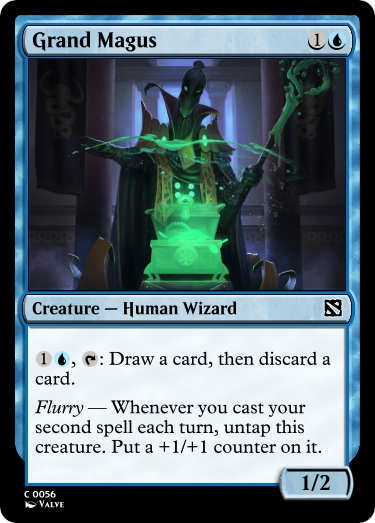 Grand Magus 1
Creature — Human Wizard
1 , : Draw a card, then discard a
card.
Flurry — Whenever you cast your
second spell each turn, untap this
creature. Put a +1/+1 counter on it.
1/2
C 0056
Valve